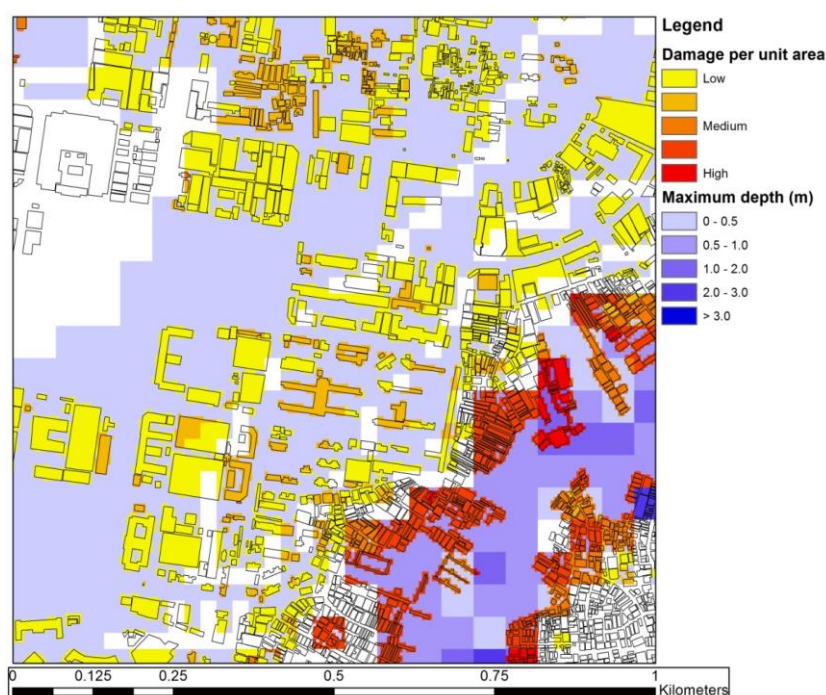 Legend
Damage per unit area
Low
Medium
High
Maximum depth (m)
0 - 0.5
0.5 - 1.0
1.0 - 2.0
2.0 - 3.0
> 3.0
0 0.125 0.25 0.5 0.75 1
Kilometers